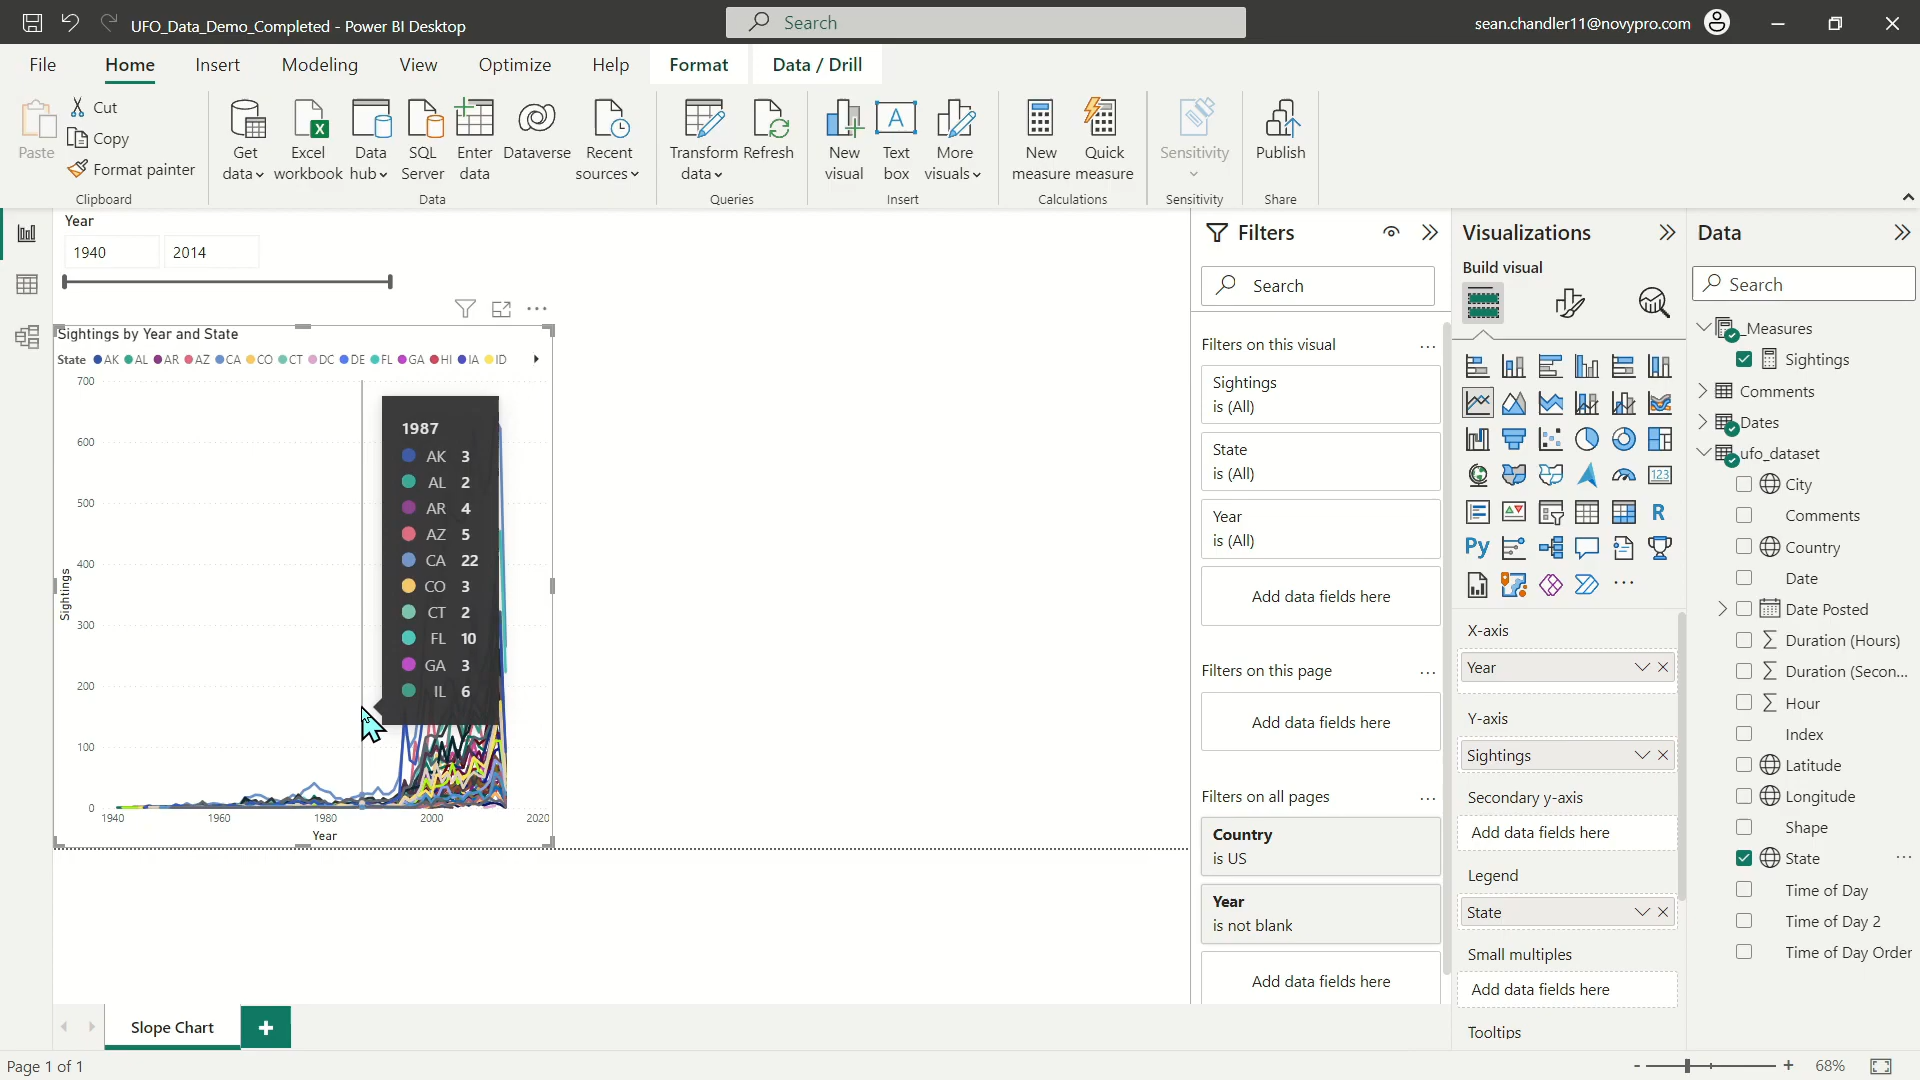 UFO_Data_Demo_Completed - Power BI Desktop
Search
sean.chandler11@novypro.com
File Home Insert Modeling View Optimize Help Format Data / Drill
Paste
Cut
Copy
Format painter
Clipboard
Get data
Excel workbook
Data hub
SQL Server
Enter data
Dataverse
Recent sources
Data
Transform data
Refresh
Queries
New visual
Text box
More visuals
Insert
New measure
Quick measure
Calculations
Sensitivity
Sensitivity
Publish
Share
Year
1940 2014
Sightings by Year and State
State AK AL AR AZ CA CO CT DC DE FL GA HI IA ID
700
600
500
400
300
200
100
0
Sightings
1940 1960 1980 2000 2020
Year
1987
AK 3
AL 2
AR 4
AZ 5
CA 22
CO 3
CT 2
FL 10
GA 3
IL 6
Filters
Search
Filters on this visual ...
Sightings
is (All)
State
is (All)
Year
is (All)
Add data fields here
Filters on this page ...
Add data fields here
Filters on all pages ...
Country
is US
Year
is not blank
Add data fields here
Visualizations
Build visual
123
R
Py
...
X-axis
Year
Y-axis
Sightings
Secondary y-axis
Add data fields here
Legend
State
Small multiples
Add data fields here
Tooltips
Data
Search
_Measures
Sightings
Comments
Dates
ufo_dataset
City
Comments
Country
Date
Date Posted
Duration (Hours)
Duration (Secon...
Hour
Index
Latitude
Longitude
Shape
State ...
Time of Day
Time of Day 2
Time of Day Order
Slope Chart
Page 1 of 1
- + 68%